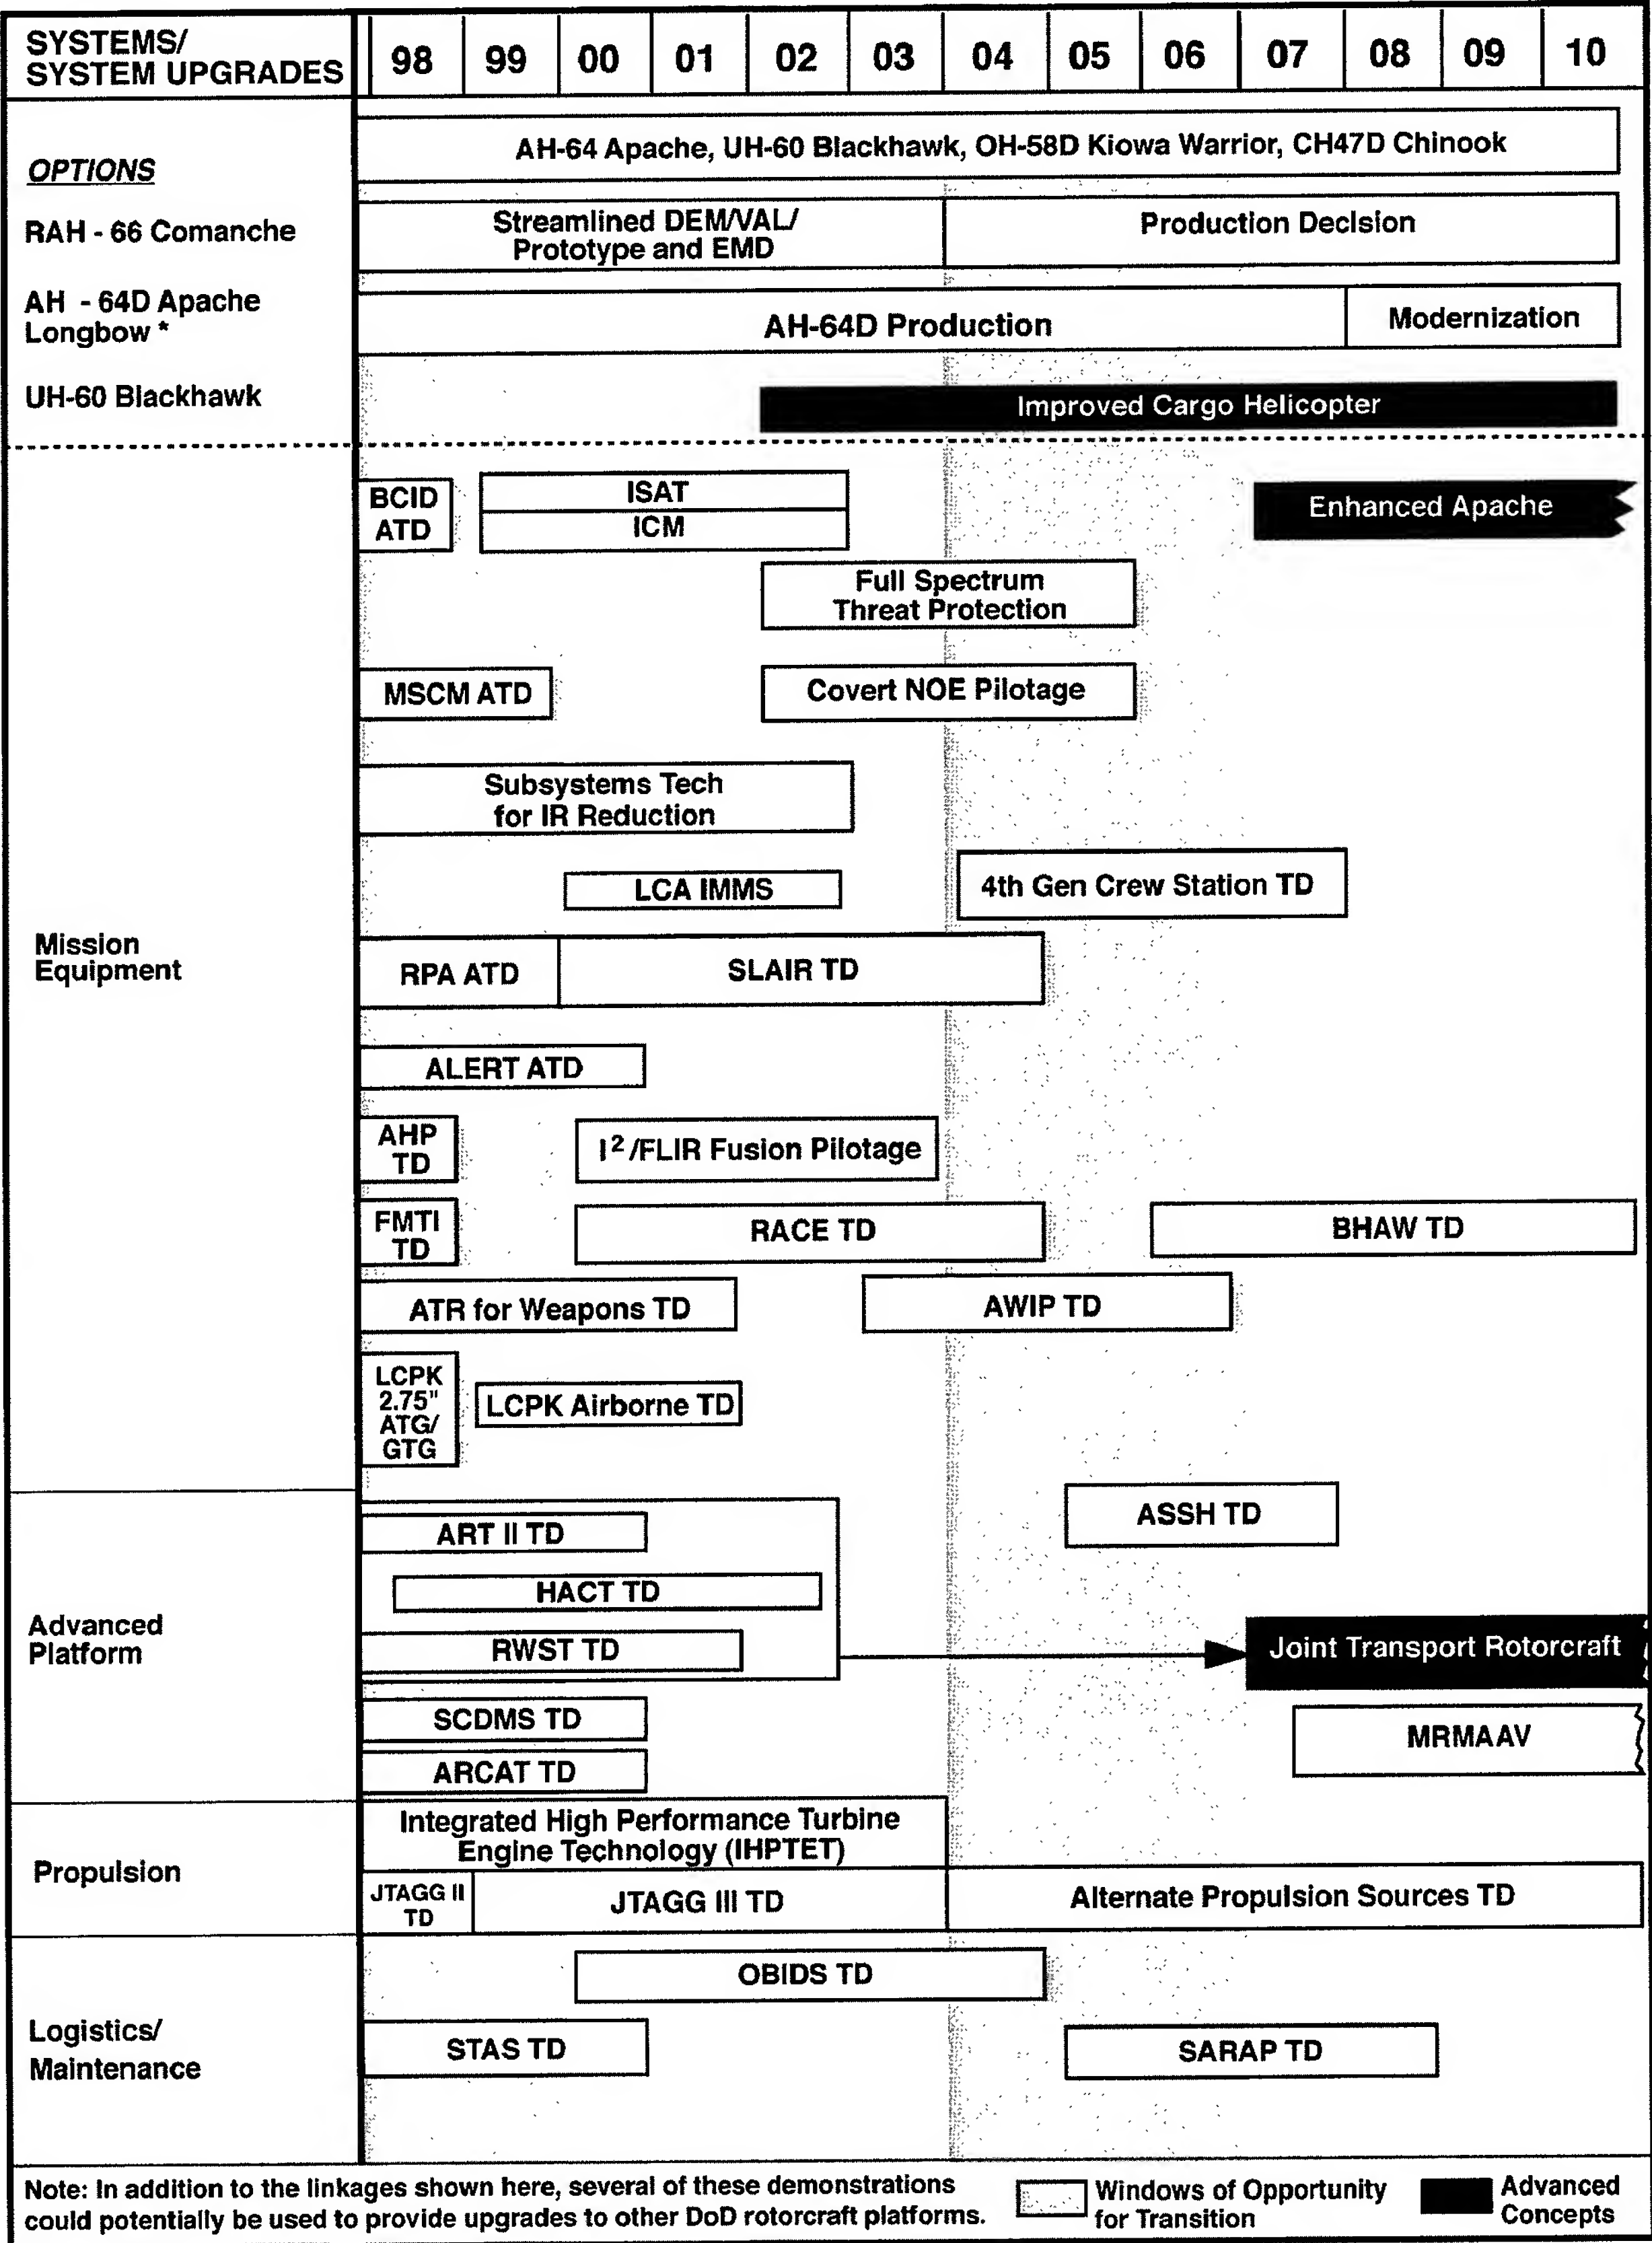 SYSTEMS/
SYSTEM UPGRADES
98 99 00 01 02 03 04 05 06 07 08 09 10
OPTIONS
AH-64 Apache, UH-60 Blackhawk, OH-58D Kiowa Warrior, CH47D Chinook
RAH - 66 Comanche
Streamlined DEM/VAL/
Prototype and EMD
Production Decision
AH - 64D Apache
Longbow *
AH-64D Production
Modernization
UH-60 Blackhawk
Improved Cargo Helicopter
Mission
Equipment
BCID
ATD
ISAT
ICM
Enhanced Apache
Full Spectrum
Threat Protection
MSCM ATD
Covert NOE Pilotage
Subsystems Tech
for IR Reduction
LCA IMMS
4th Gen Crew Station TD
RPA ATD
SLAIR TD
ALERT ATD
AHP
TD
I²/FLIR Fusion Pilotage
FMTI
TD
RACE TD
BHAW TD
ATR for Weapons TD
AWIP TD
LCPK
2.75"
ATG/
GTG
LCPK Airborne TD
Advanced
Platform
ART II TD
ASSH TD
HACT TD
RWST TD
Joint Transport Rotorcraft
SCDMS TD
MRMAAV
ARCAT TD
Propulsion
Integrated High Performance Turbine
Engine Technology (IHPTET)
JTAGG II
TD
JTAGG III TD
Alternate Propulsion Sources TD
Logistics/
Maintenance
OBIDS TD
STAS TD
SARAP TD
Note: In addition to the linkages shown here, several of these demonstrations
could potentially be used to provide upgrades to other DoD rotorcraft platforms.
Windows of Opportunity
for Transition
Advanced
Concepts